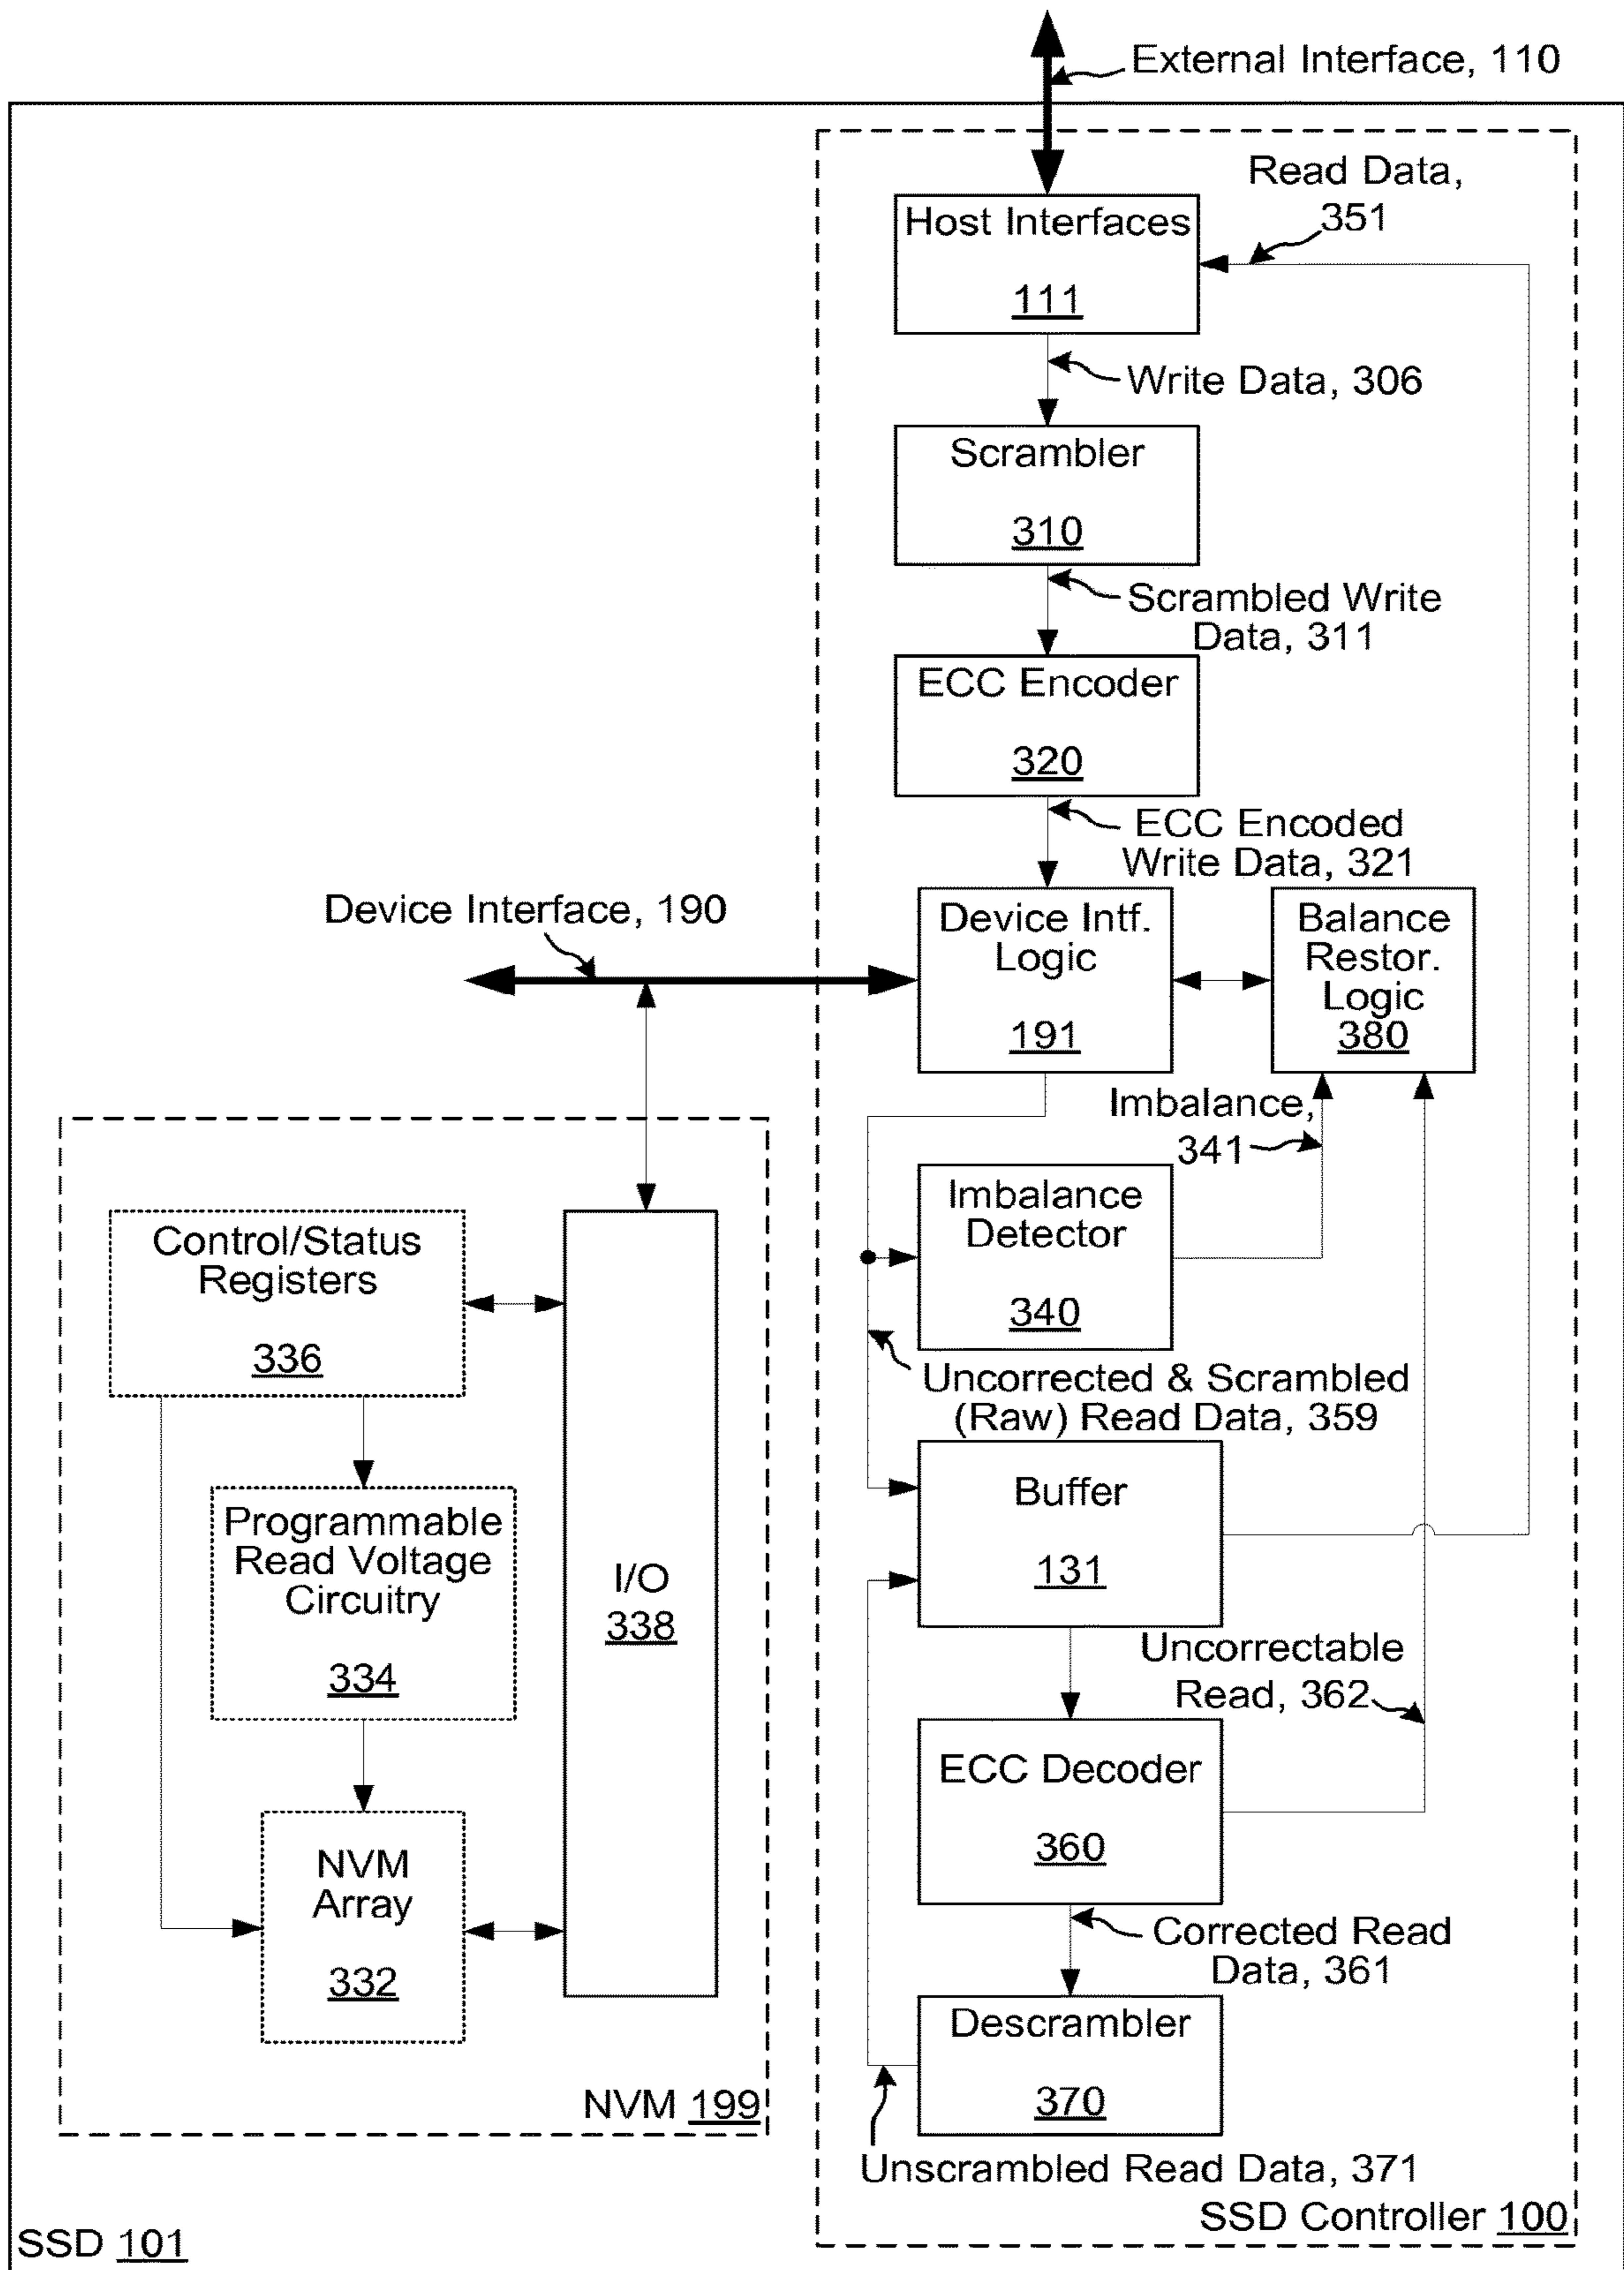 External Interface, 110
Read Data,
351
Host Interfaces
111
Write Data, 306
Scrambler
310
Scrambled Write
Data, 311
ECC Encoder
320
ECC Encoded
Write Data, 321
Device Interface, 190
Device Intf.
Logic
191
Balance
Restor.
Logic
380
Imbalance,
341
Imbalance
Detector
340
Control/Status
Registers
336
Uncorrected & Scrambled
(Raw) Read Data, 359
Programmable
Read Voltage
Circuitry
334
I/O
338
Buffer
131
Uncorrectable
Read, 362
ECC Decoder
360
NVM
Array
332
Corrected Read
Data, 361
Descrambler
370
NVM 199
Unscrambled Read Data, 371
SSD Controller 100
SSD 101